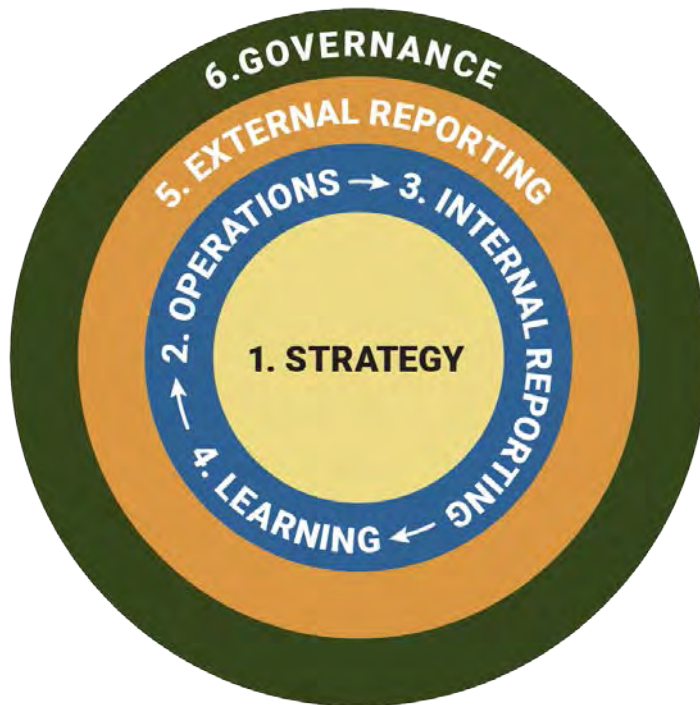 6.GOVERNANCE
5. EXTERNAL REPORTING
2. OPERATIONS
3. INTERNAL REPORTING
4. LEARNING
1. STRATEGY